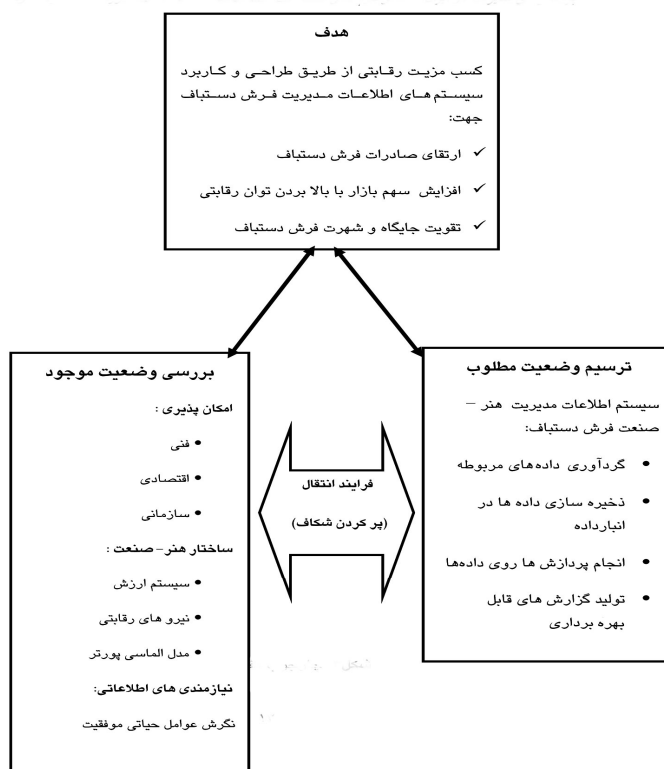 هدف
کسب مزیت رقابتی از طریق طراحی و کاربرد
سیستم های اطلاعات مدیریت فرش دستباف
جهت:
✓ ارتقای صادرات فرش دستباف
✓ افزایش سهم بازار با بالا بردن توان رقابتی
✓ تقویت جایگاه و شهرت فرش دستباف
ترسیم وضعیت مطلوب
سیستم اطلاعات مدیریت هنر –
صنعت فرش دستباف:
• گردآوری داده‌های مربوطه
• ذخیره سازی داده ها در
انبارداده
• انجام پردازش ها روی داده‌ها
• تولید گزارش های قابل
بهره برداری
فرایند انتقال
(پر کردن شکاف)
بررسی وضعیت موجود
امکان پذیری :
• فنی
• اقتصادی
• سازمانی
ساختار هنر– صنعت :
• سیستم ارزش
• نیرو های رقابتی
• مدل الماسی پورتر
نیازمندی های اطلاعاتی:
نگرش عوامل حیاتی موفقیت